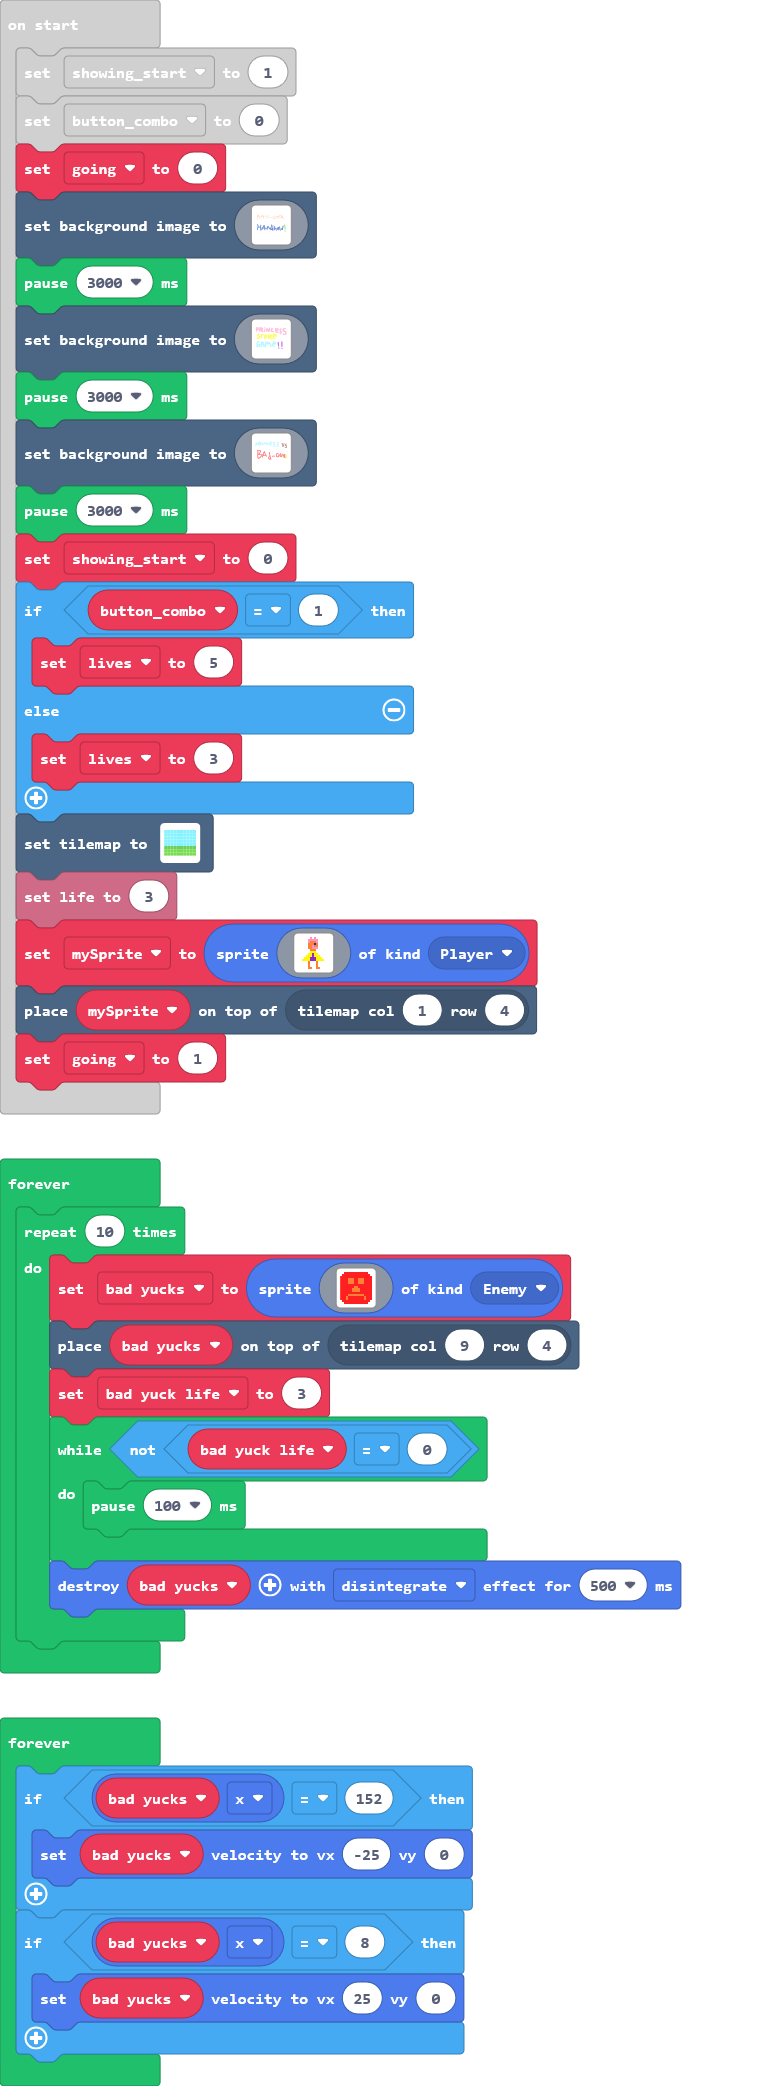 on start
set showing_start to 1
set button_combo to 0
set going to 0
set background image to
pause 3000 ms
set background image to PRINCESS
pause 3000 ms
set background image to
pause 3000 ms
set showing_start to 0
if button_combo = 1 then
set lives to 5
else
set lives to 3
set tilemap to
set life to 3
set mySprite to sprite of kind Player
place mySprite on top of tilemap col 1 row 4
set going to 1
forever
repeat 10 times
do
set bad yucks to sprite of kind Enemy
place bad yucks on top of tilemap col 9 row 4
set bad yuck life to 3
while not bad yuck life = 0
do
pause 100 ms
destroy bad yucks with disintegrate effect for 500 ms
forever
if bad yucks x = 152 then
set bad yucks velocity to vx -25 vy 0
if bad yucks x = 8 then
set bad yucks velocity to vx 25 vy 0